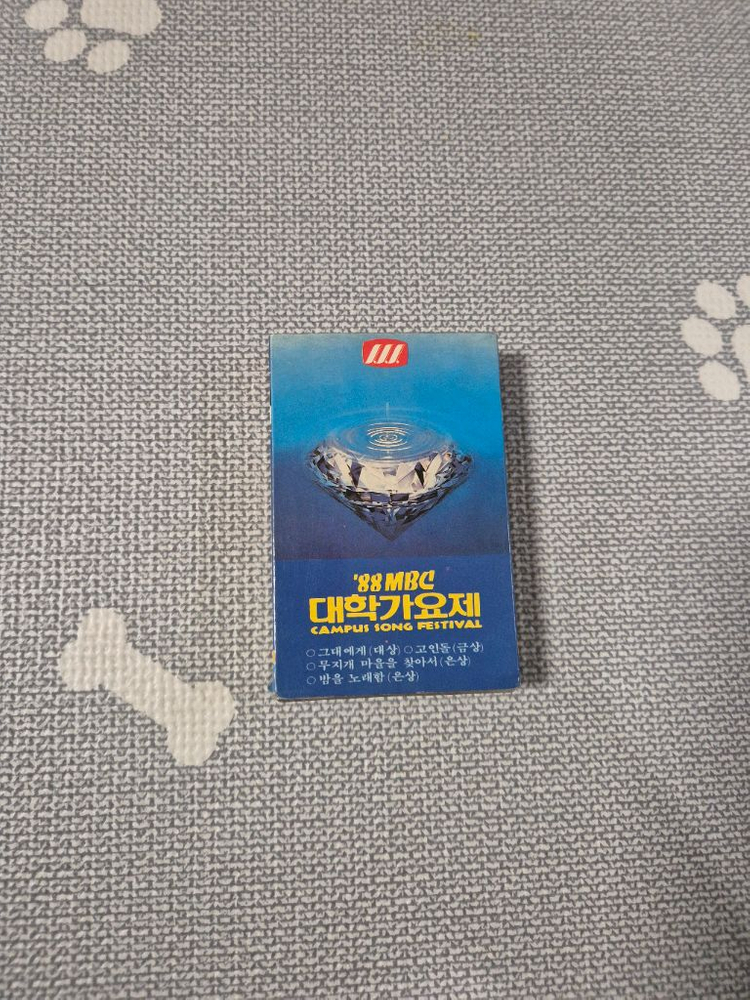 '88 MBC
대학가요제
CAMPUS SONG FESTIVAL
○ 그대에게(대상) ○ 고인돌(금상)
○ 무지개 마을을 찾아서(은상)
○ 밤을 노래함(은상)